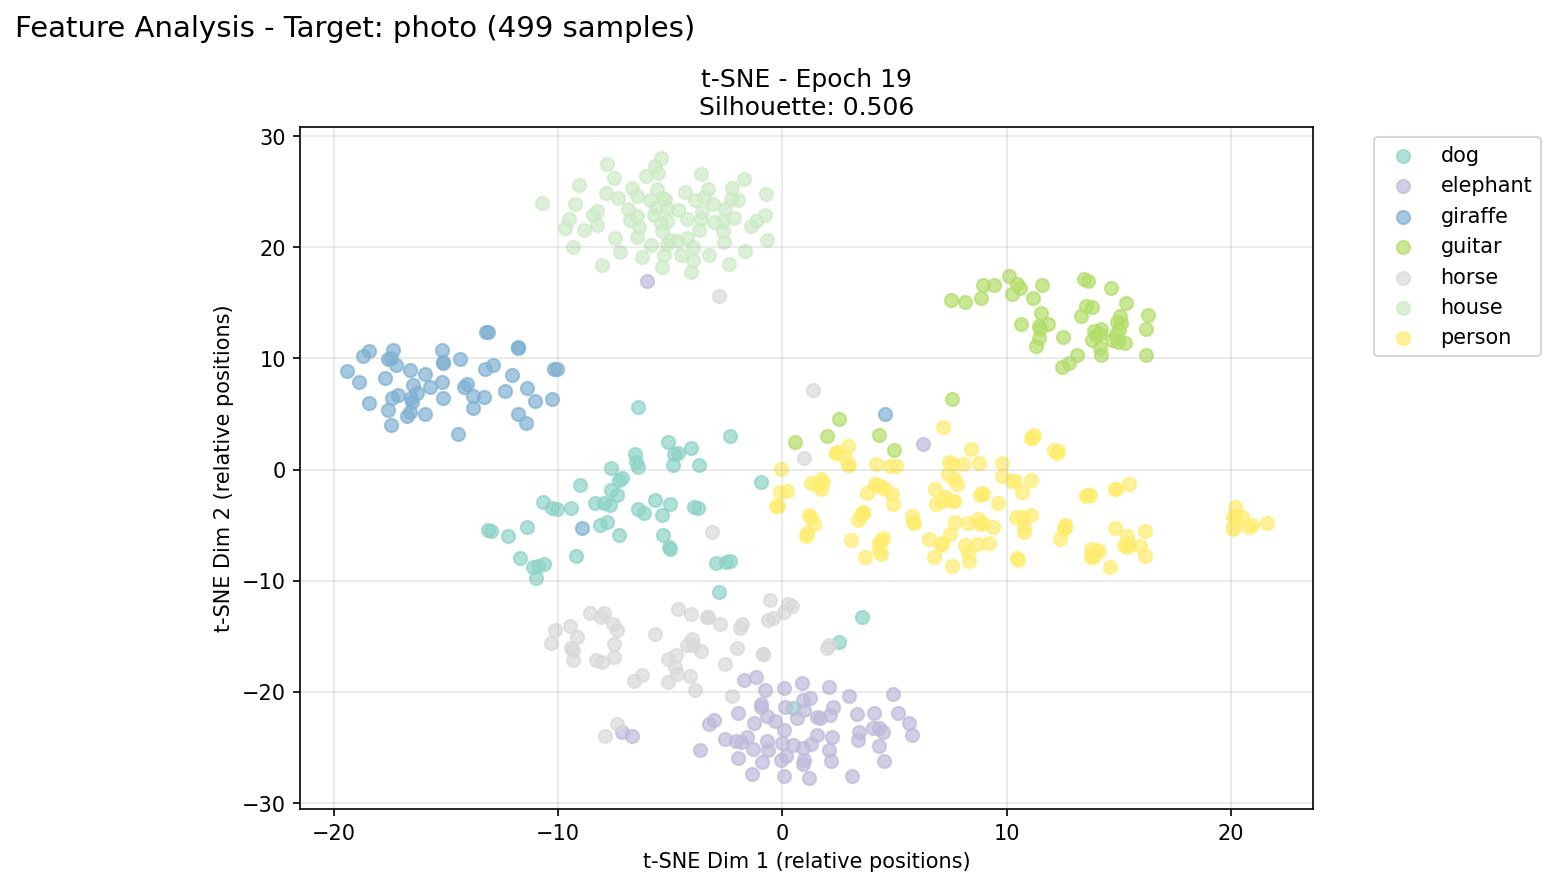 Feature Analysis - Target: photo (499 samples)
t-SNE - Epoch 19
Silhouette: 0.506
30
20
10
0
−10
−20
−30
t-SNE Dim 2 (relative positions)
−20
−10
0
10
20
t-SNE Dim 1 (relative positions)
dog
elephant
giraffe
guitar
horse
house
person